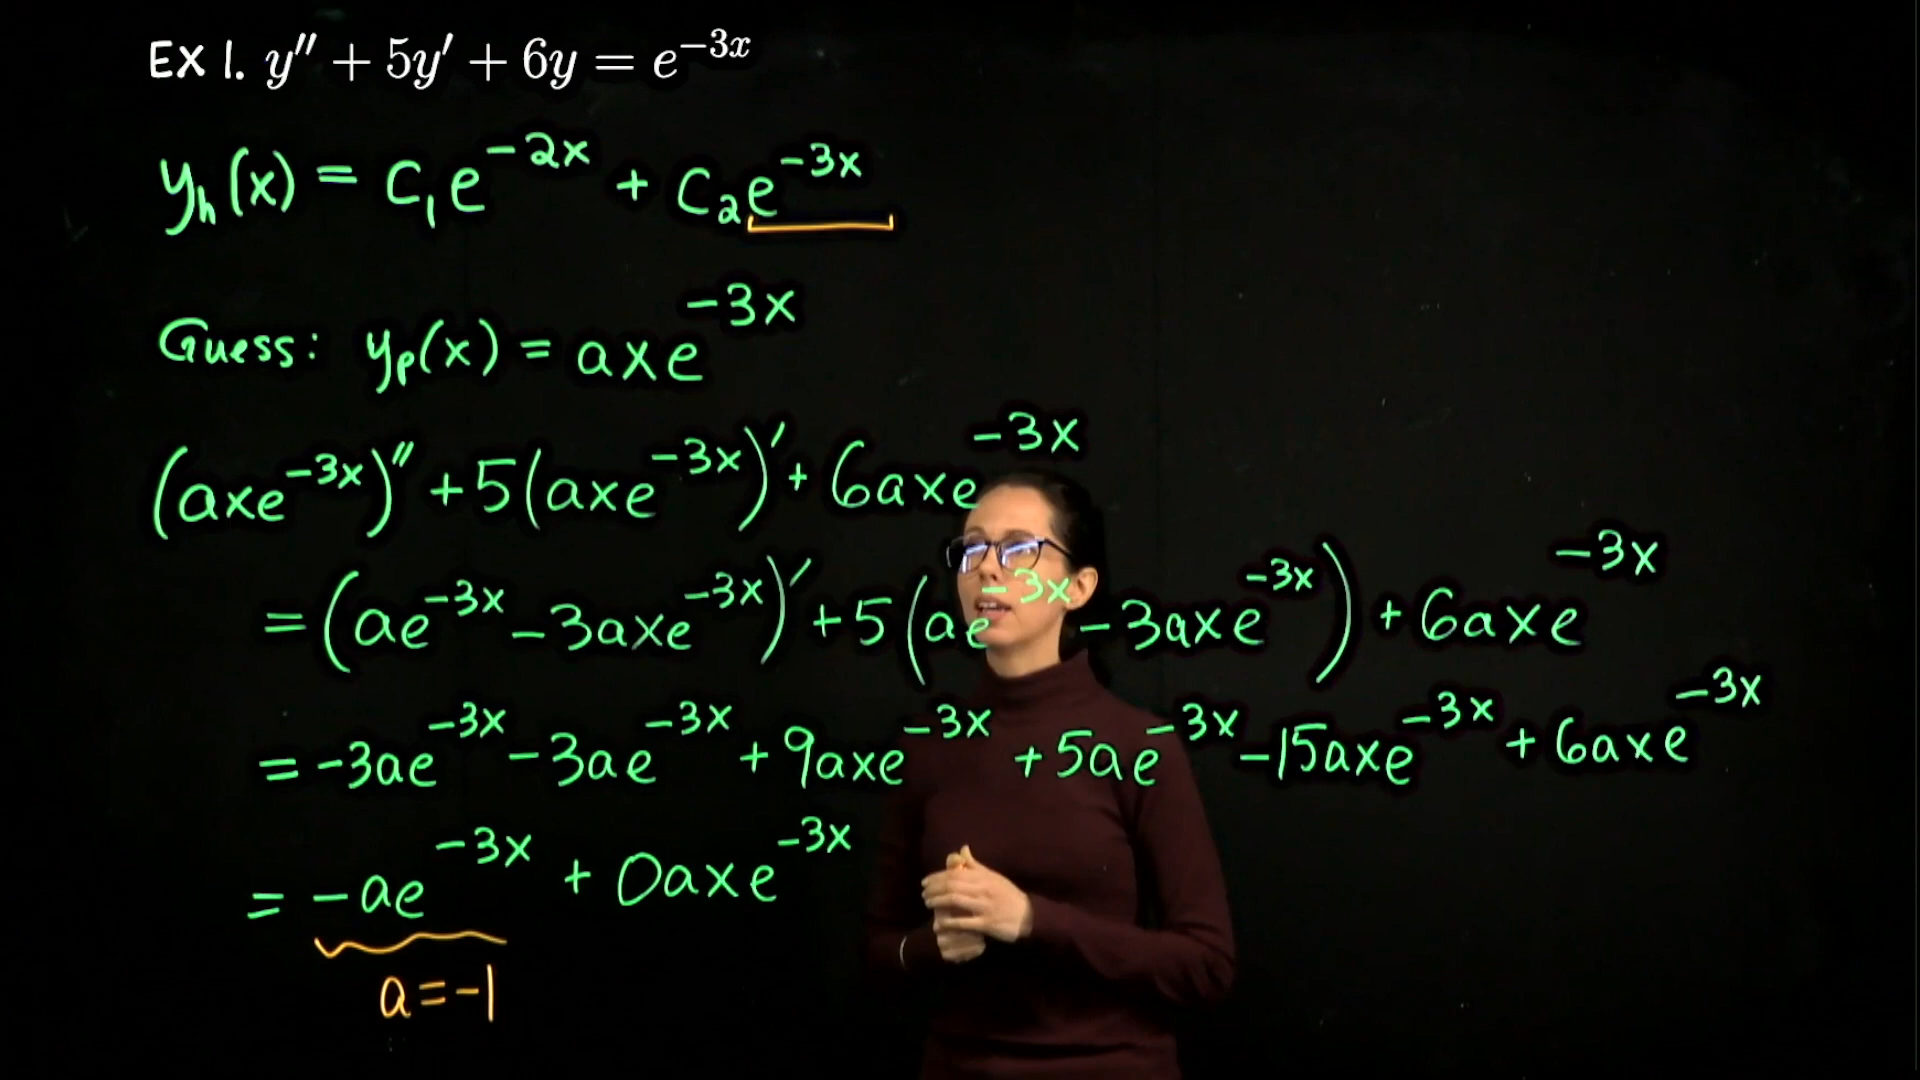 EX 1. y″ + 5y′ + 6y = e^{-3x}
y_h(x) = c_1e^{-2x} + c_2e^{-3x}
Guess: y_p(x) = axe^{-3x}
(axe^{-3x})″ + 5(axe^{-3x})′ + 6axe^{-3x}
= (ae^{-3x} - 3axe^{-3x})′ + 5(ae^{-3x} - 3axe^{-3x}) + 6axe^{-3x}
= -3ae^{-3x} - 3ae^{-3x} + 9axe^{-3x} + 5ae^{-3x} - 15axe^{-3x} + 6axe^{-3x}
= -ae^{-3x} + 0axe^{-3x}
a = -1